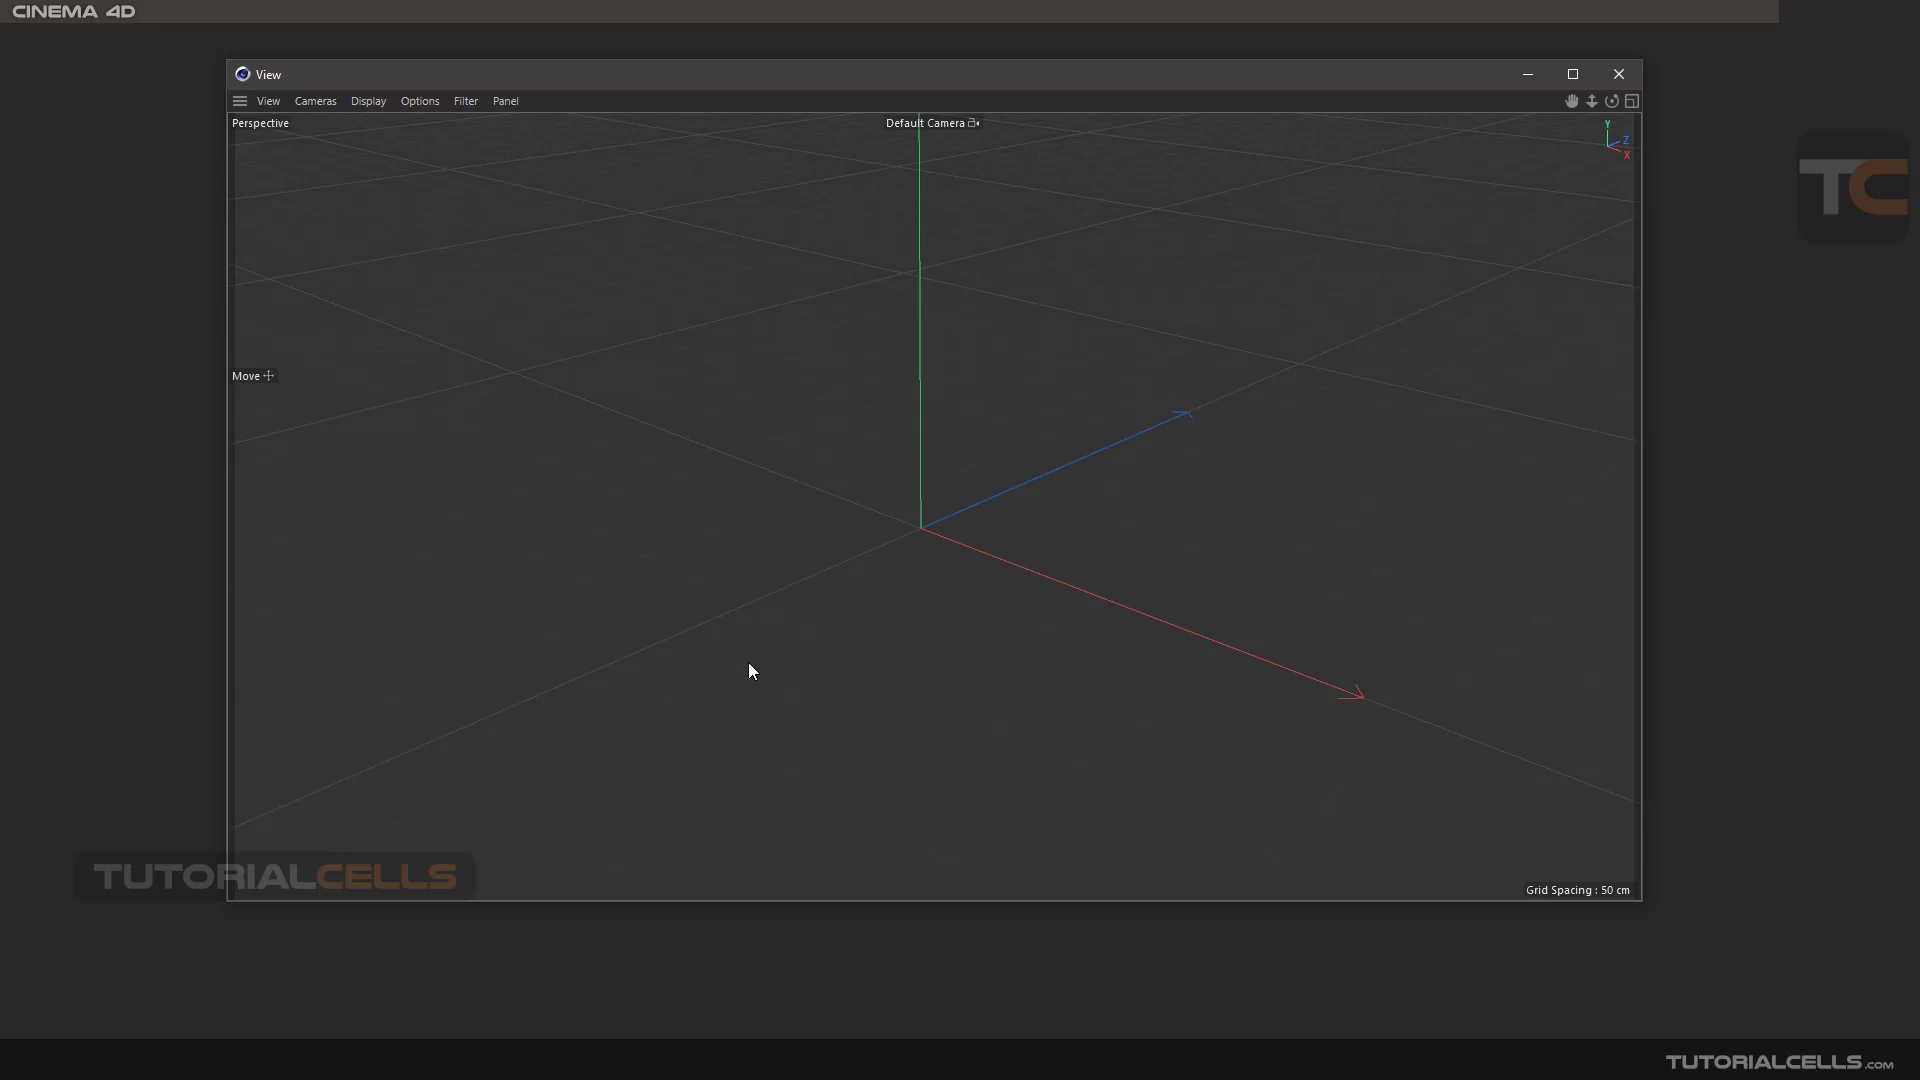 CINEMA 4D
View
View Cameras Display Options Filter Panel
Perspective
Default Camera
Y
Z
X
TC
Move
TUTORIALCELLS
Grid Spacing : 50 cm
TUTORIALCELLS.COM